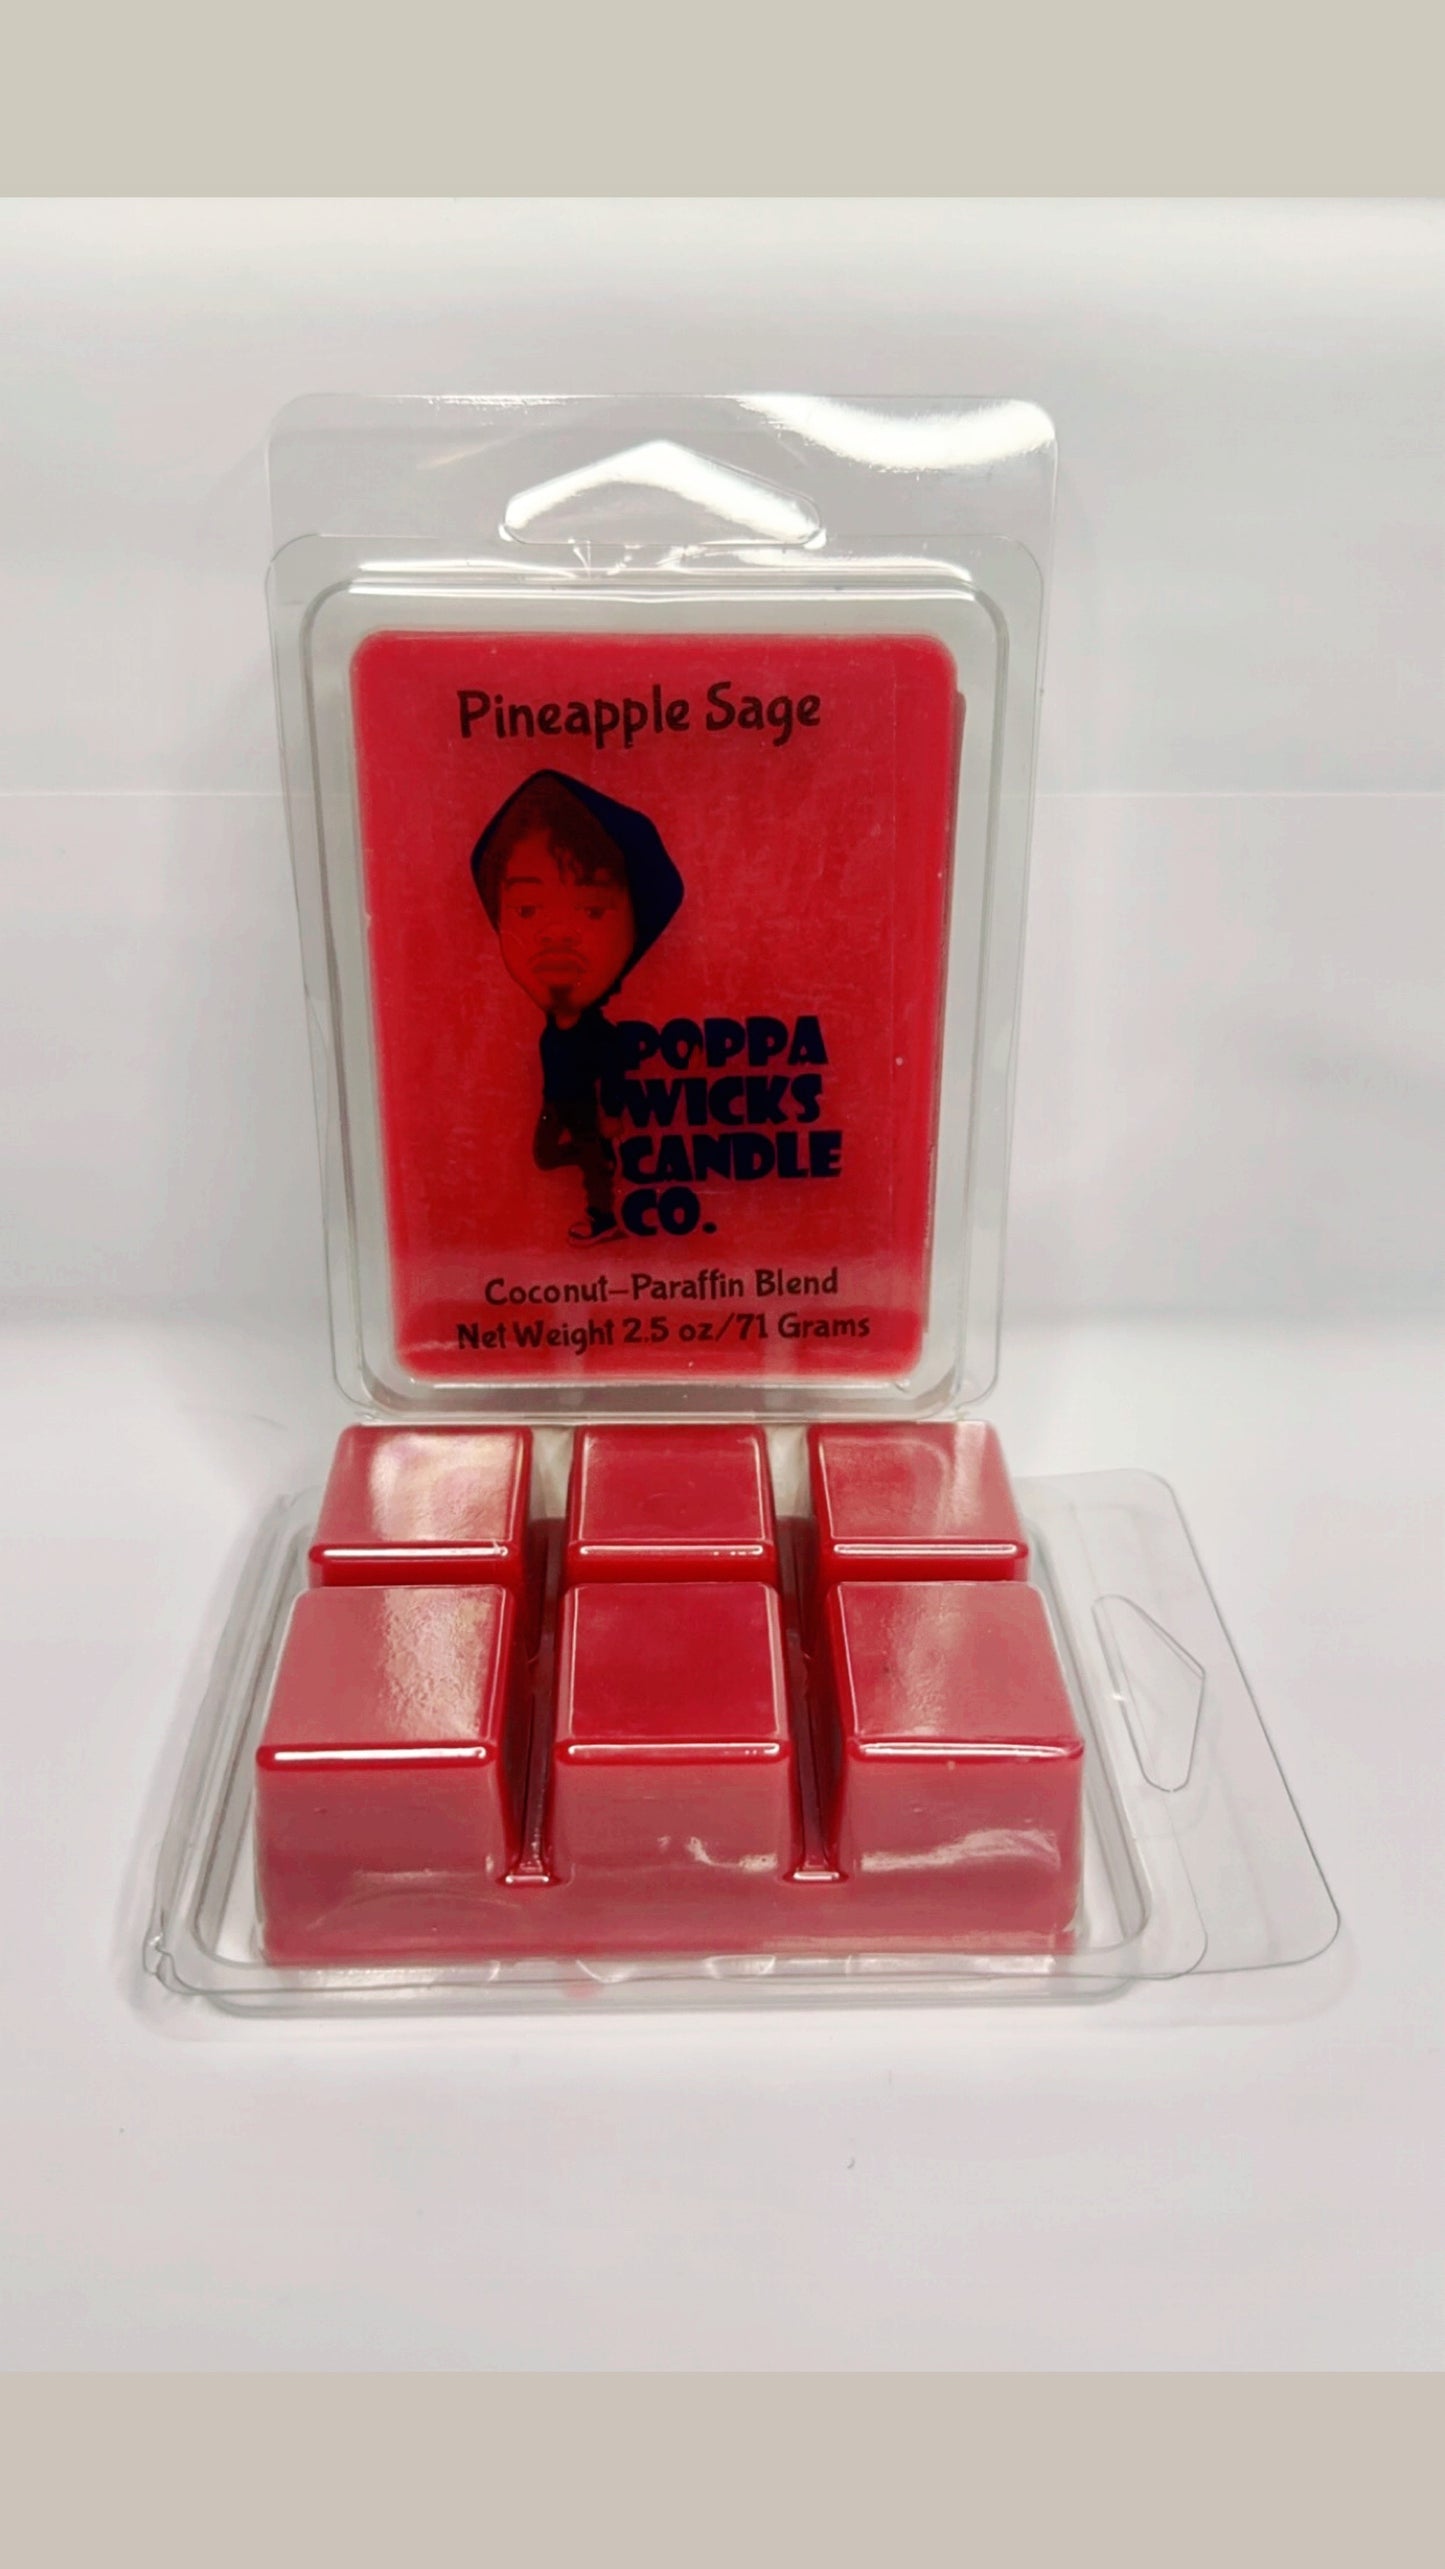 Pineapple Sage
POPPA
WICKS
CANDLE
CO.
Coconut–Paraffin Blend
Net Weight 2.5 oz/71 Grams